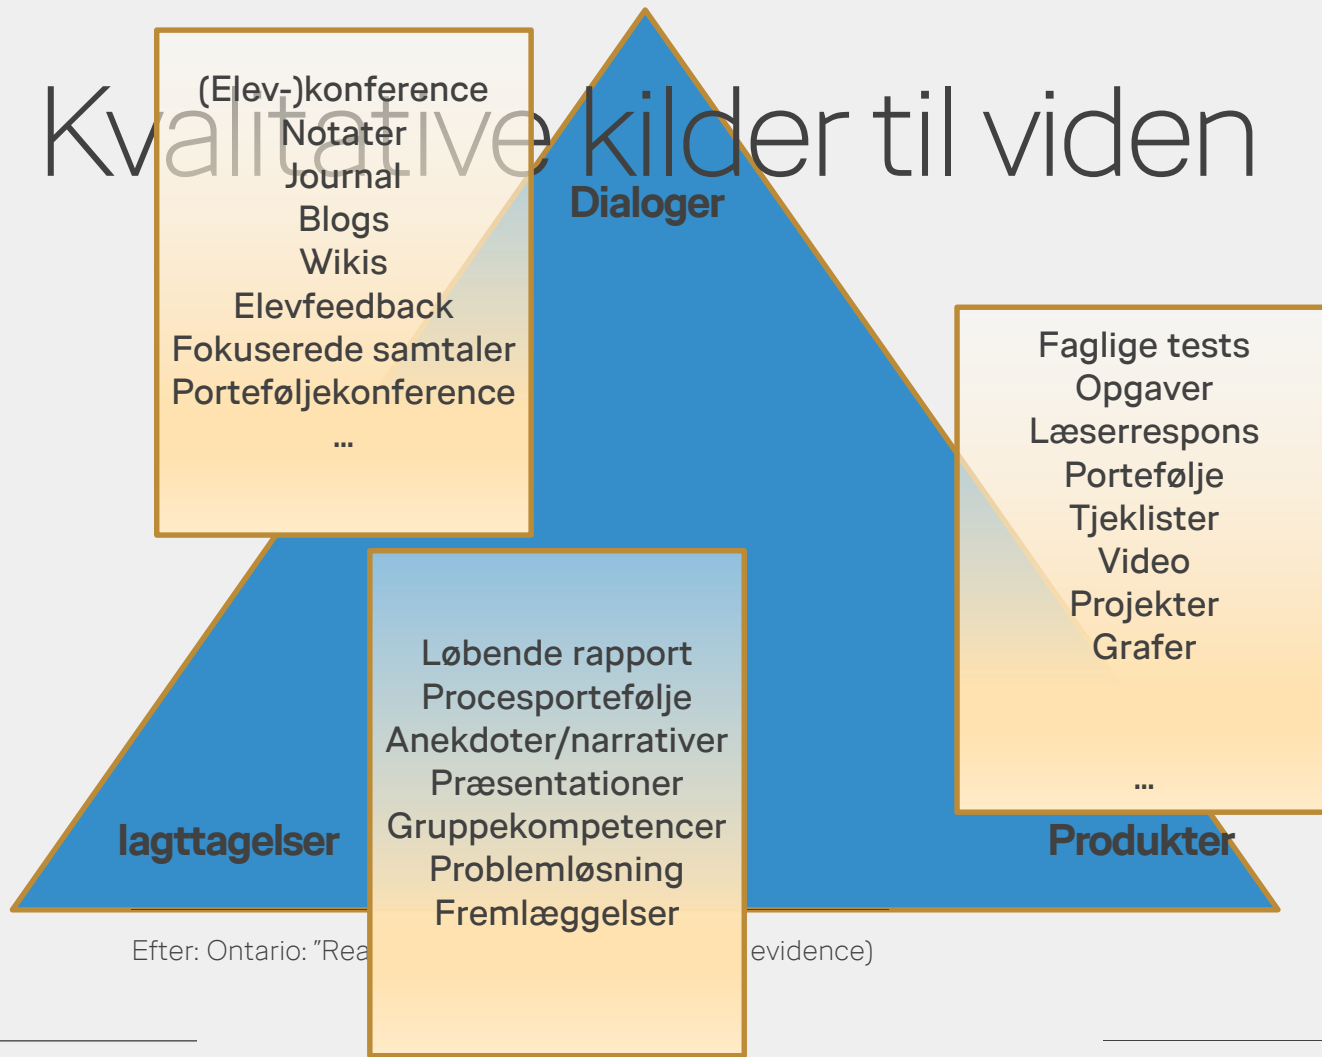 Kvalitative kilder til viden
(Elev-)konference
Notater
Journal
Blogs
Wikis
Elevfeedback
Fokuserede samtaler
Porteføljekonference
...
Dialoger
Faglige tests
Opgaver
Læserrespons
Portefølje
Tjeklister
Video
Projekter
Grafer
...
Løbende rapport
Procesportefølje
Anekdoter/narrativer
Præsentationer
Gruppekompetencer
Problemløsning
Fremlæggelser
Iagttagelser
Produkter
Efter: Ontario: ”Rea evidence)